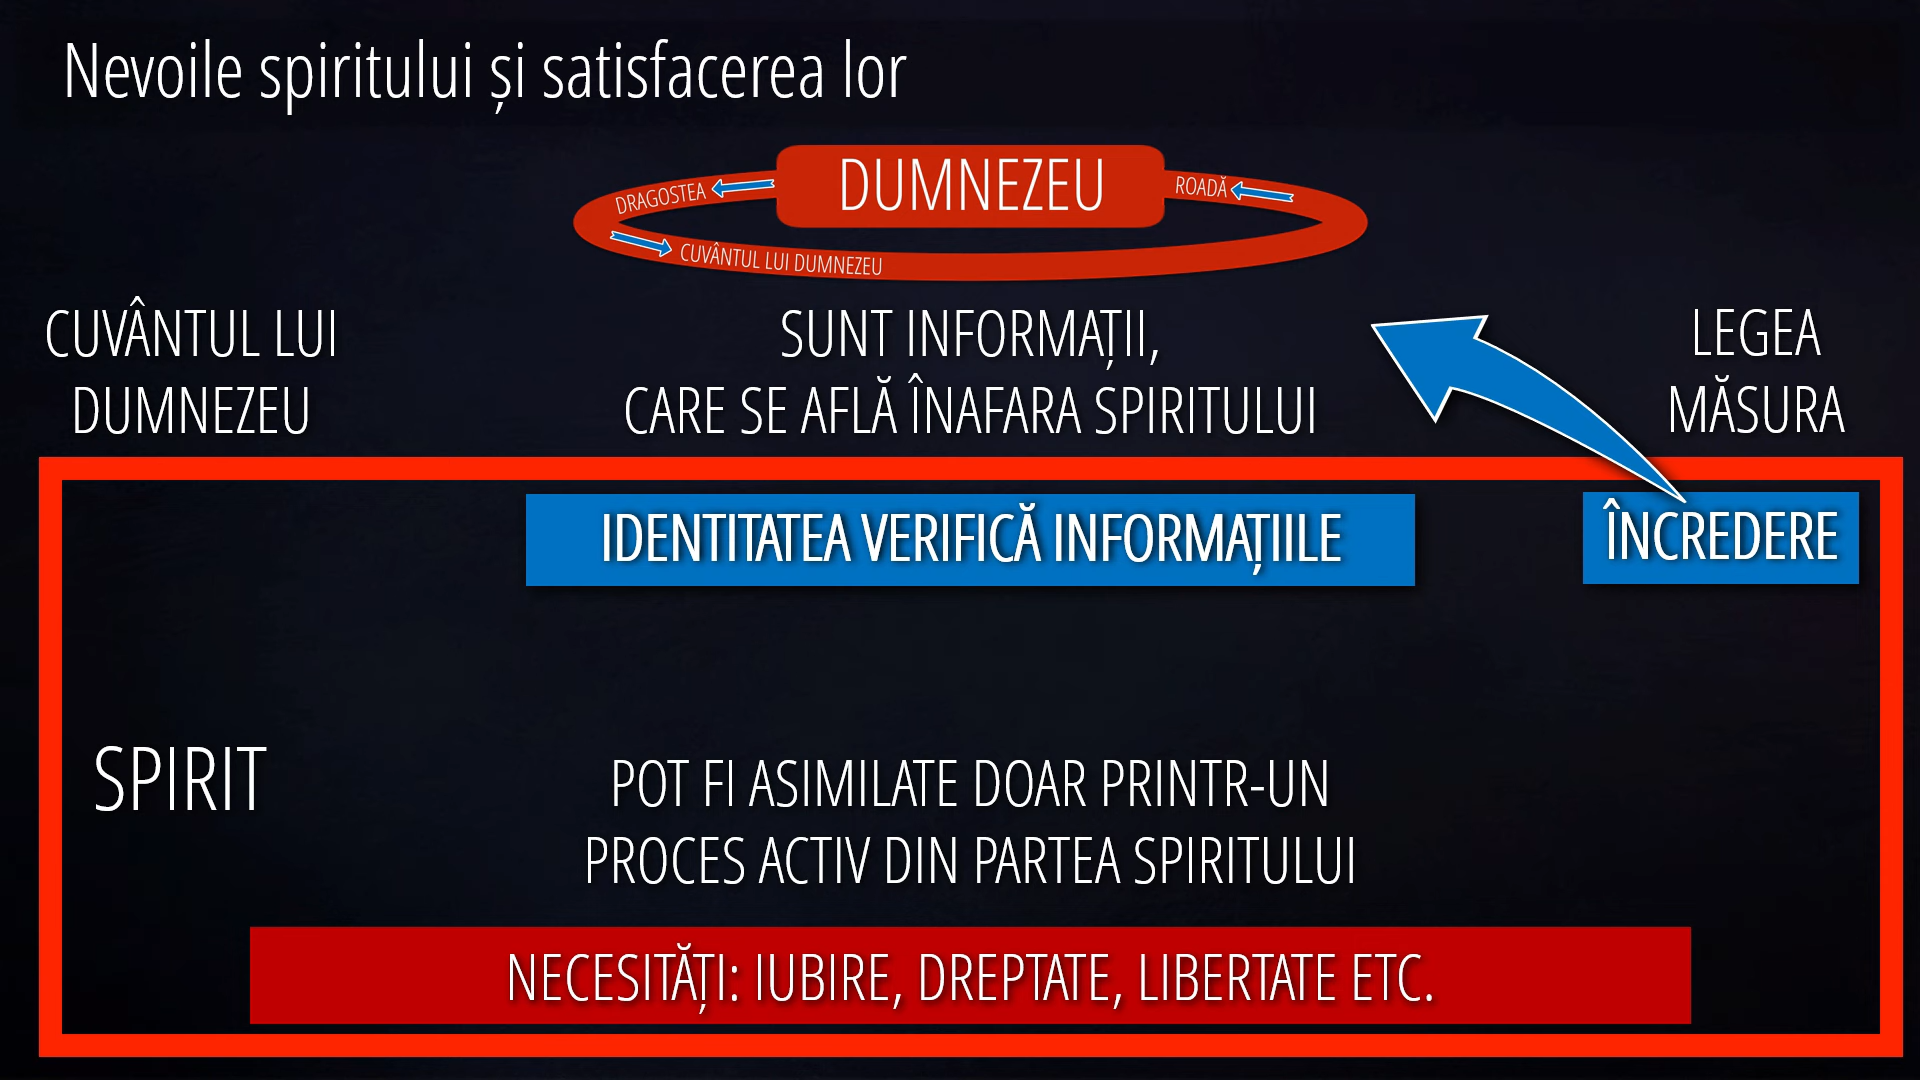 Nevoile spiritului și satisfacerea lor
DUMNEZEU
DRAGOSTEA
ROADĂ
CUVÂNTUL LUI DUMNEZEU
CUVÂNTUL LUI
DUMNEZEU
SUNT INFORMAȚII,
CARE SE AFLĂ ÎNAFARA SPIRITULUI
LEGEA
MĂSURA
IDENTITATEA VERIFICĂ INFORMAȚIILE
ÎNCREDERE
SPIRIT
POT FI ASIMILATE DOAR PRINTR-UN
PROCES ACTIV DIN PARTEA SPIRITULUI
NECESITĂȚI: IUBIRE, DREPTATE, LIBERTATE ETC.